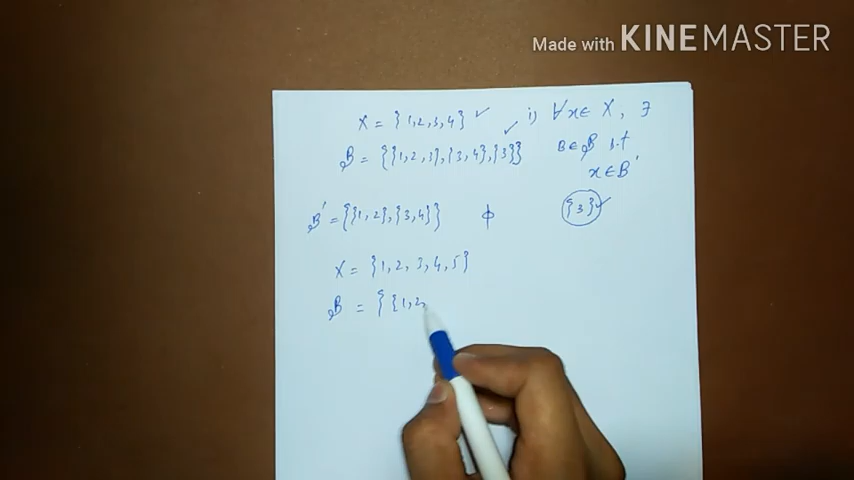 Made with KINEMASTER
X = {1,2,3,4} ✓ i) ∀x∈ X, ∃
B = {{1,2,3},{3,4},{3}} ✓ B∈B s.t
x∈B
B' = {{1,2},{3,4}} φ {3} ✓
X = {1,2,3,4,5}
B = {{1,2,